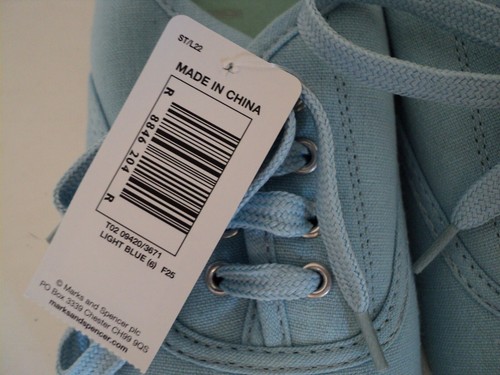 ST/L22
MADE IN CHINA
R 8846 204 R
T02 09420/3671
LIGHT BLUE (6) F25
© Marks and Spencer plc
PO Box 3339 Chester CH99 9QS
marksandspencer.com